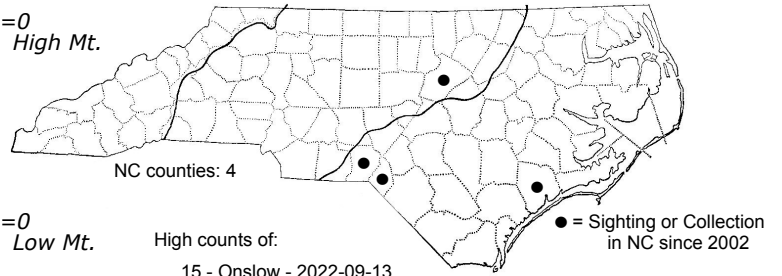 =0
High Mt.
NC counties: 4
=0
Low Mt.
High counts of:
● = Sighting or Collection
in NC since 2002
15 - Onslow - 2022-09-13